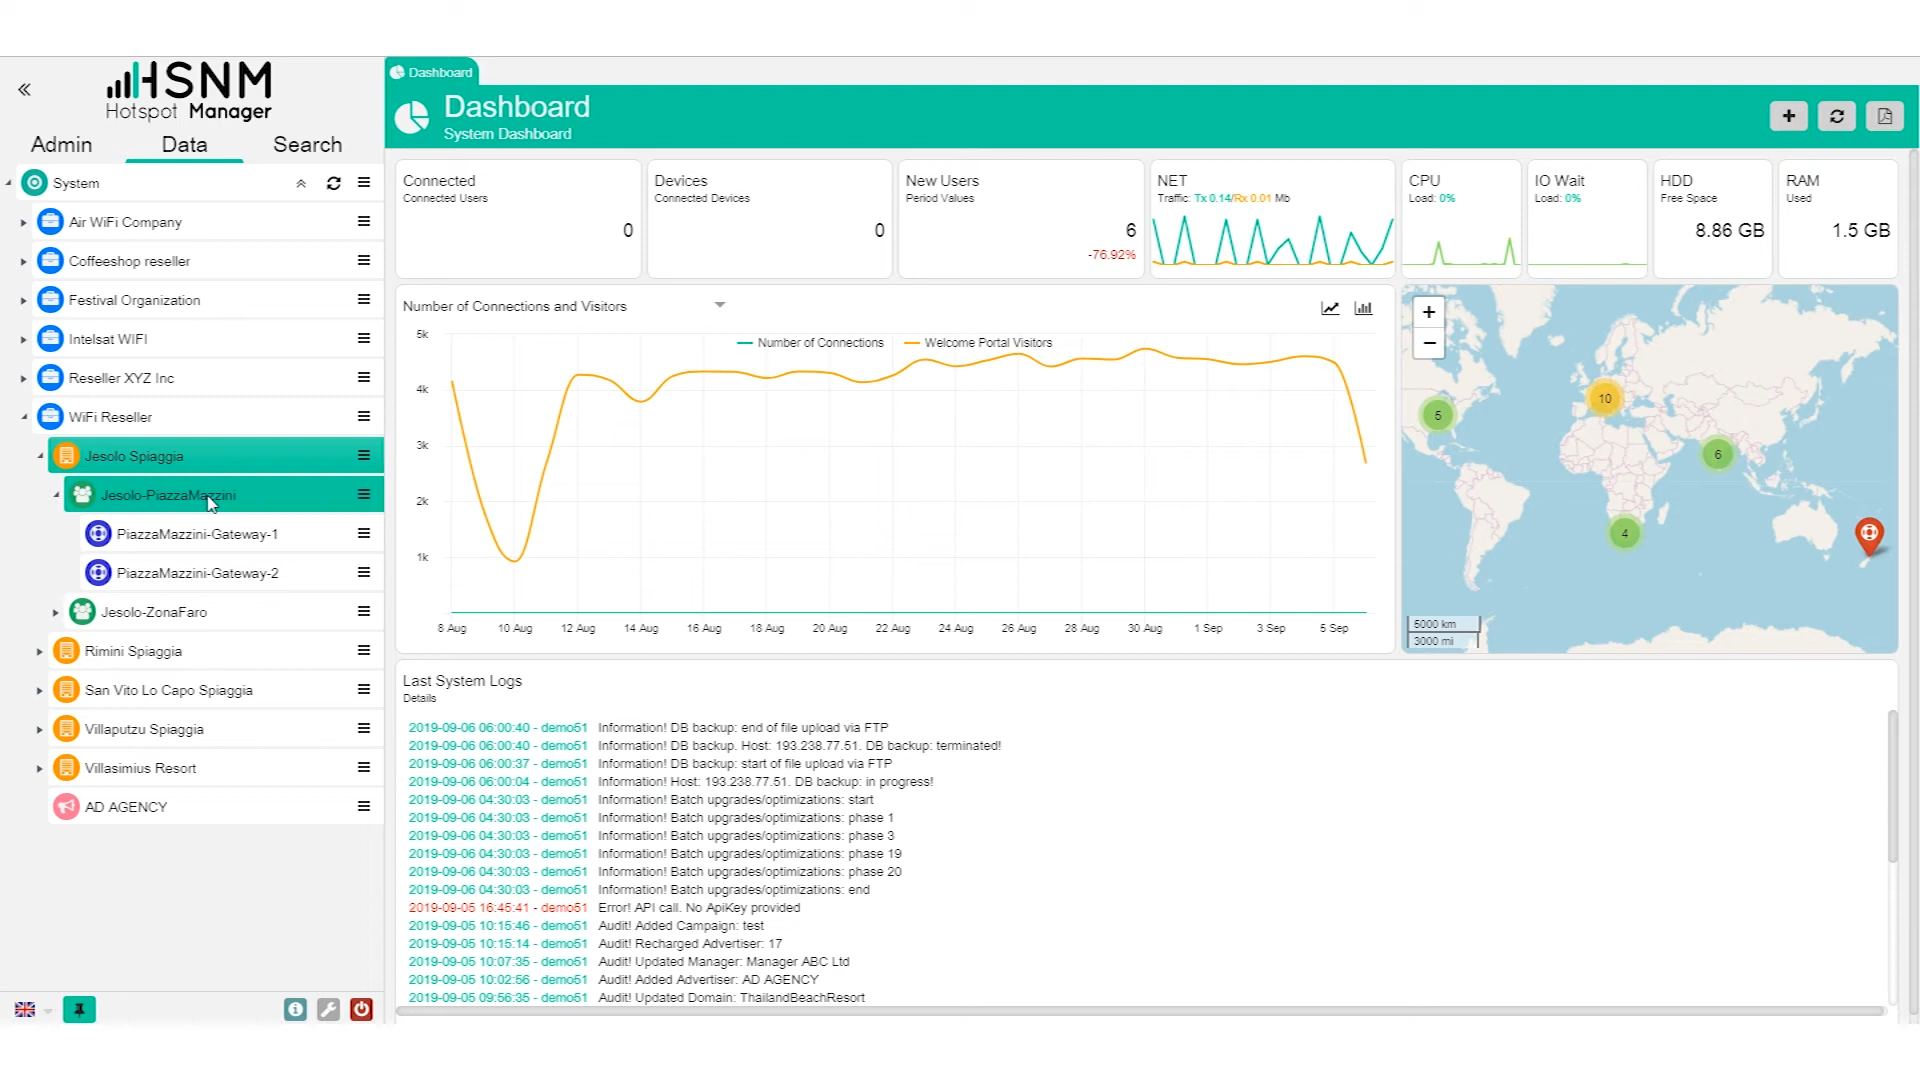 HSNM
Hotspot Manager
Admin Data Search
System
Air WiFi Company
Coffeeshop reseller
Festival Organization
Intelsat WIFI
Reseller XYZ Inc
WiFi Reseller
Jesolo Spiaggia
Jesolo-PiazzaMazzini
PiazzaMazzini-Gateway-1
PiazzaMazzini-Gateway-2
Jesolo-ZonaFaro
Rimini Spiaggia
San Vito Lo Capo Spiaggia
Villaputzu Spiaggia
Villasimius Resort
AD AGENCY
Dashboard
Dashboard
System Dashboard
Connected
Connected Users
0
Devices
Connected Devices
0
New Users
Period Values
6
-76.92%
NET
Traffic: Tx 0.14/Rx 0.01 Mb
CPU
Load: 0%
IO Wait
Load: 0%
HDD
Free Space
8.86 GB
RAM
Used
1.5 GB
Number of Connections and Visitors
Number of Connections Welcome Portal Visitors
5k
4k
3k
2k
1k
8 Aug 10 Aug 12 Aug 14 Aug 16 Aug 18 Aug 20 Aug 22 Aug 24 Aug 26 Aug 28 Aug 30 Aug 1 Sep 3 Sep 5 Sep
+
−
10
5
6
4
5000 km
3000 mi
Last System Logs
Details
2019-09-06 06:00:40 - demo51 Information! DB backup: end of file upload via FTP
2019-09-06 06:00:40 - demo51 Information! DB backup. Host: 193.238.77.51. DB backup: terminated!
2019-09-06 06:00:37 - demo51 Information! DB backup: start of file upload via FTP
2019-09-06 06:00:04 - demo51 Information! Host: 193.238.77.51. DB backup: in progress!
2019-09-06 04:30:03 - demo51 Information! Batch upgrades/optimizations: start
2019-09-06 04:30:03 - demo51 Information! Batch upgrades/optimizations: phase 1
2019-09-06 04:30:03 - demo51 Information! Batch upgrades/optimizations: phase 3
2019-09-06 04:30:03 - demo51 Information! Batch upgrades/optimizations: phase 19
2019-09-06 04:30:03 - demo51 Information! Batch upgrades/optimizations: phase 20
2019-09-06 04:30:03 - demo51 Information! Batch upgrades/optimizations: end
2019-09-05 16:45:41 - demo51 Error! API call. No ApiKey provided
2019-09-05 10:15:46 - demo51 Audit! Added Campaign: test
2019-09-05 10:15:14 - demo51 Audit! Recharged Advertiser: 17
2019-09-05 10:07:35 - demo51 Audit! Updated Manager: Manager ABC Ltd
2019-09-05 10:02:56 - demo51 Audit! Added Advertiser: AD AGENCY
2019-09-05 09:56:35 - demo51 Audit! Updated Domain: ThailandBeachResort